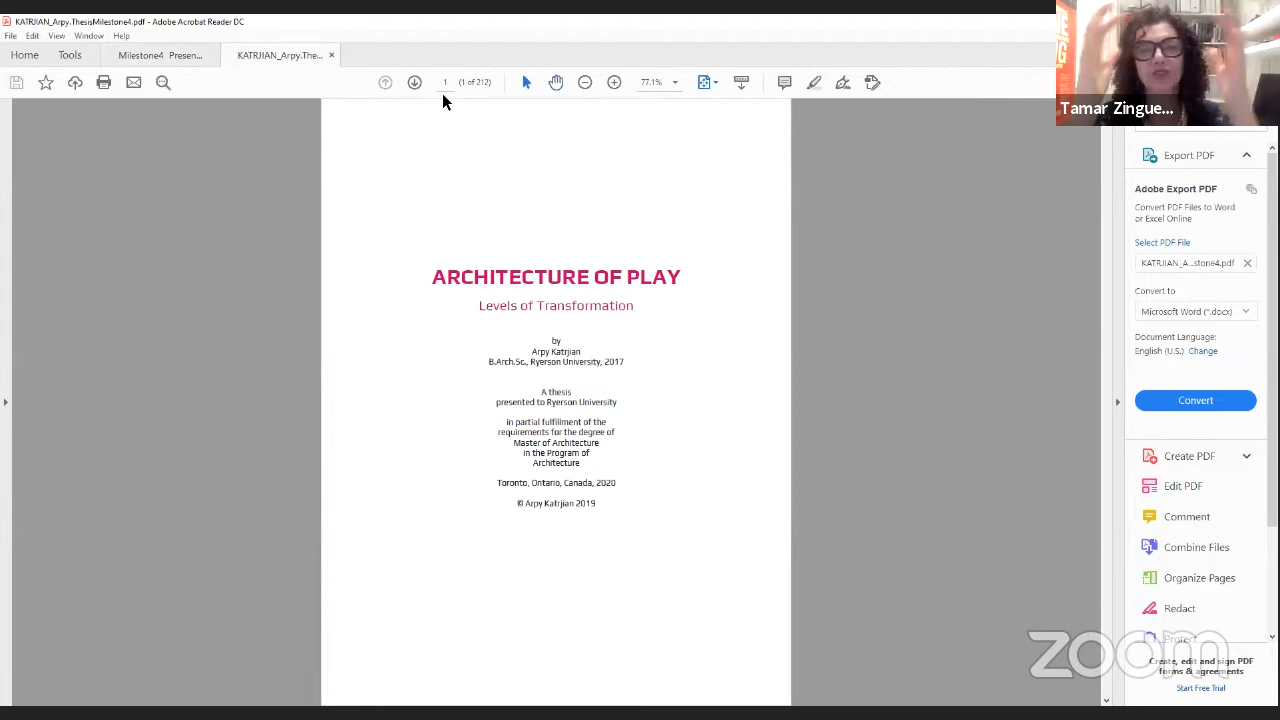 KATRJIAN_Arpy.ThesisMilestone4.pdf - Adobe Acrobat Reader DC
File Edit View Window Help
Home Tools Milestone4 Presen... KATRJIAN_Arpy.The... ×
1 (1 of 212) 77.1%
Tamar Zingue...
Export PDF
Adobe Export PDF
Convert PDF Files to Word
or Excel Online
Select PDF File
KATRJIAN_A...stone4.pdf
Convert to
Microsoft Word (*.docx)
Document Language:
English (U.S.) Change
Convert
Create PDF
Edit PDF
Comment
Combine Files
Organize Pages
Redact
Protect
Create, edit and sign PDF
forms & agreements
Start Free Trial
ARCHITECTURE OF PLAY
Levels of Transformation
by
Arpy Katrjian
B.Arch.Sc., Ryerson University, 2017
A thesis
presented to Ryerson University
in partial fulfillment of the
requirements for the degree of
Master of Architecture
in the Program of
Architecture
Toronto, Ontario, Canada, 2020
© Arpy Katrjian 2019
zoom